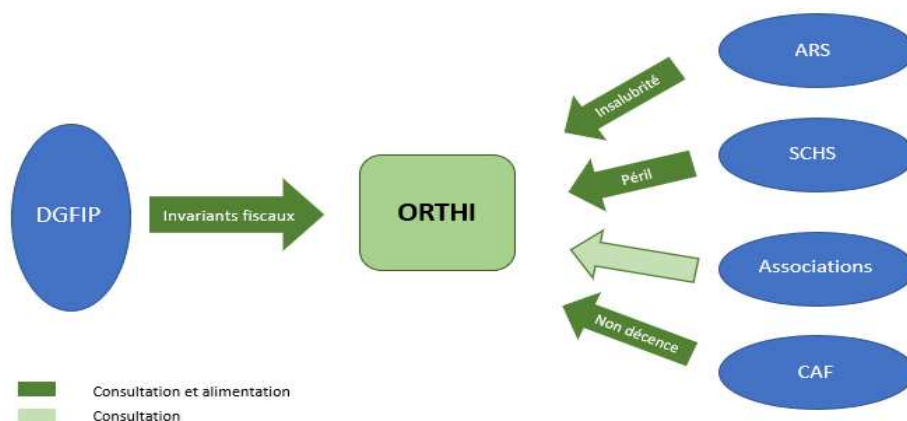 ARS
Insalubrité
SCHS
Péril
DGFIP
Invariants fiscaux
ORTHI
Associations
Non décence
CAF
Consultation et alimentation
Consultation